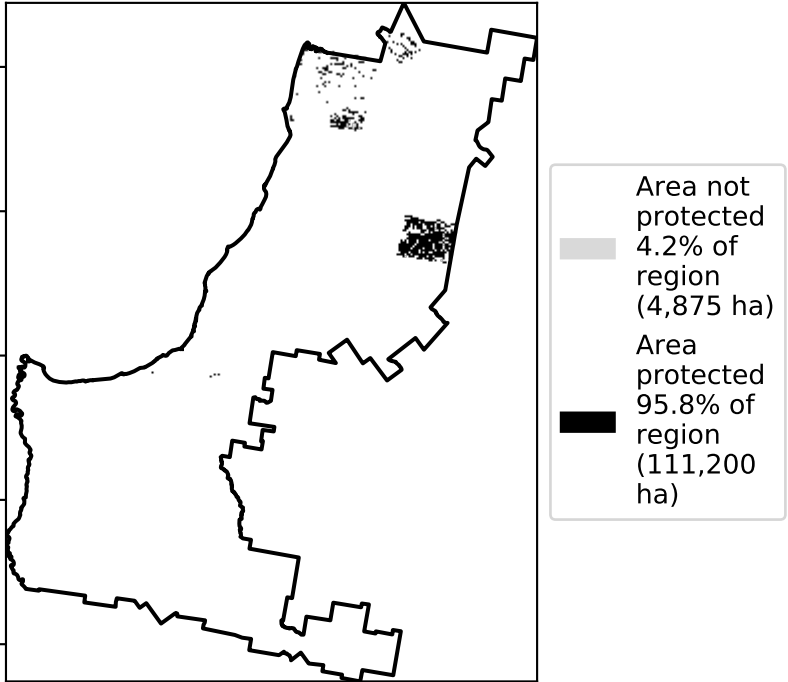 Area not
protected
4.2% of
region
(4,875 ha)
Area
protected
95.8% of
region
(111,200
ha)